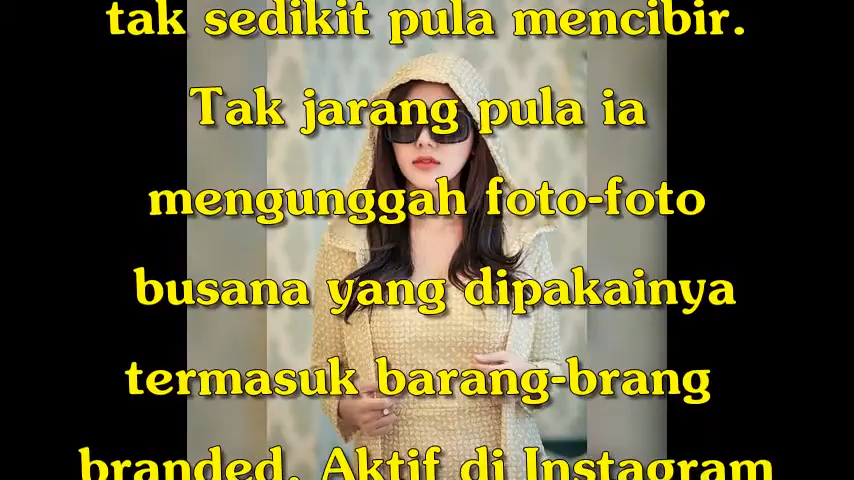 tak sedikit pula mencibir.
Tak jarang pula ia
mengunggah foto-foto
busana yang dipakainya
termasuk barang-brang
branded. Aktif di Instagram